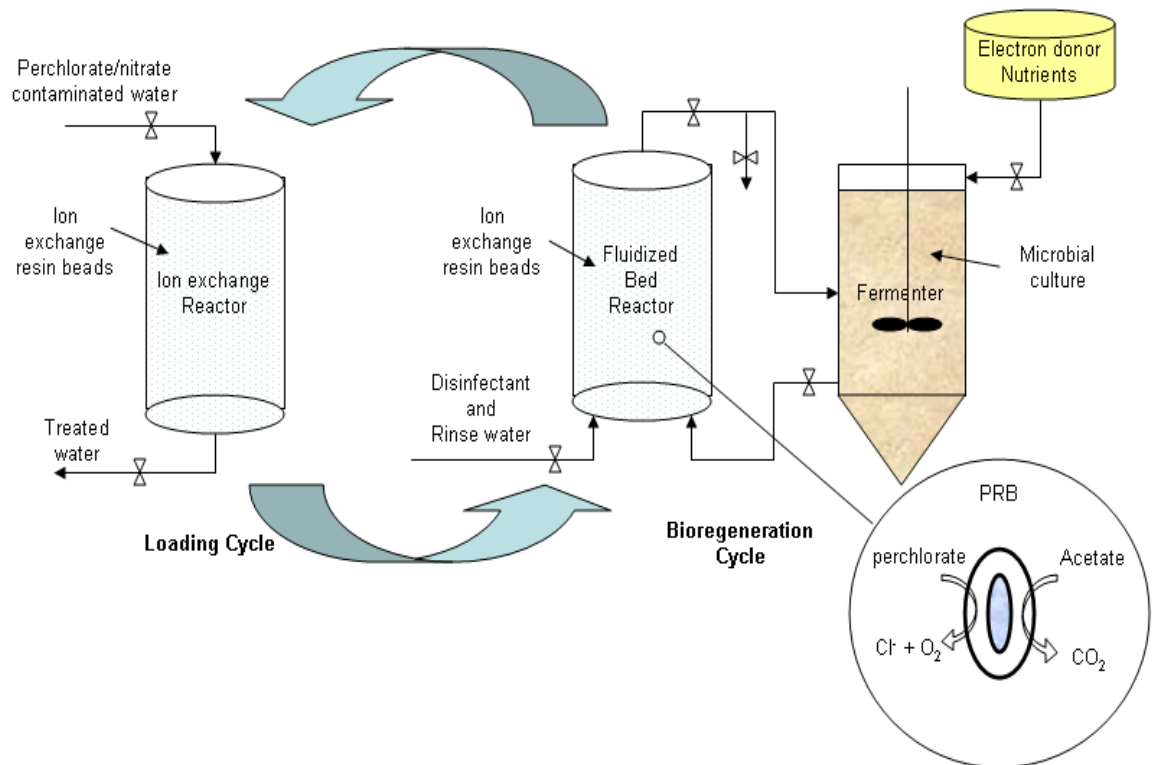 Electron donor
Nutrients
Perchlorate/nitrate
contaminated water
Ion
exchange
resin beads
Ion exchange
Reactor
Ion
exchange
resin beads
Fluidized
Bed
Reactor
Fermenter
Microbial
culture
Disinfectant
and
Rinse water
Treated
water
Loading Cycle
Bioregeneration
Cycle
PRB
perchlorate
Acetate
Cl⁻ + O₂
CO₂